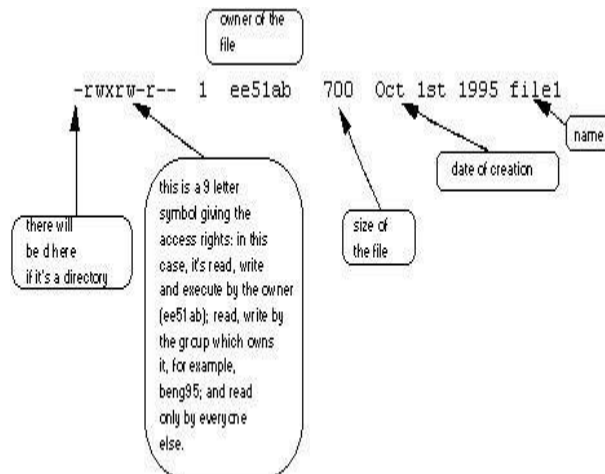 owner of the
file
-rwxrw-r-- 1 ee51ab 700 Oct 1st 1995 file1
name
date of creation
there will
be d here
if it's a directory
this is a 9 letter
symbol giving the
access rights: in this
case, it's read, write
and execute by the owner
(ee51ab); read, write by
the group which owns
it, for example,
beng95; and read
only by everyone
else.
size of
the file